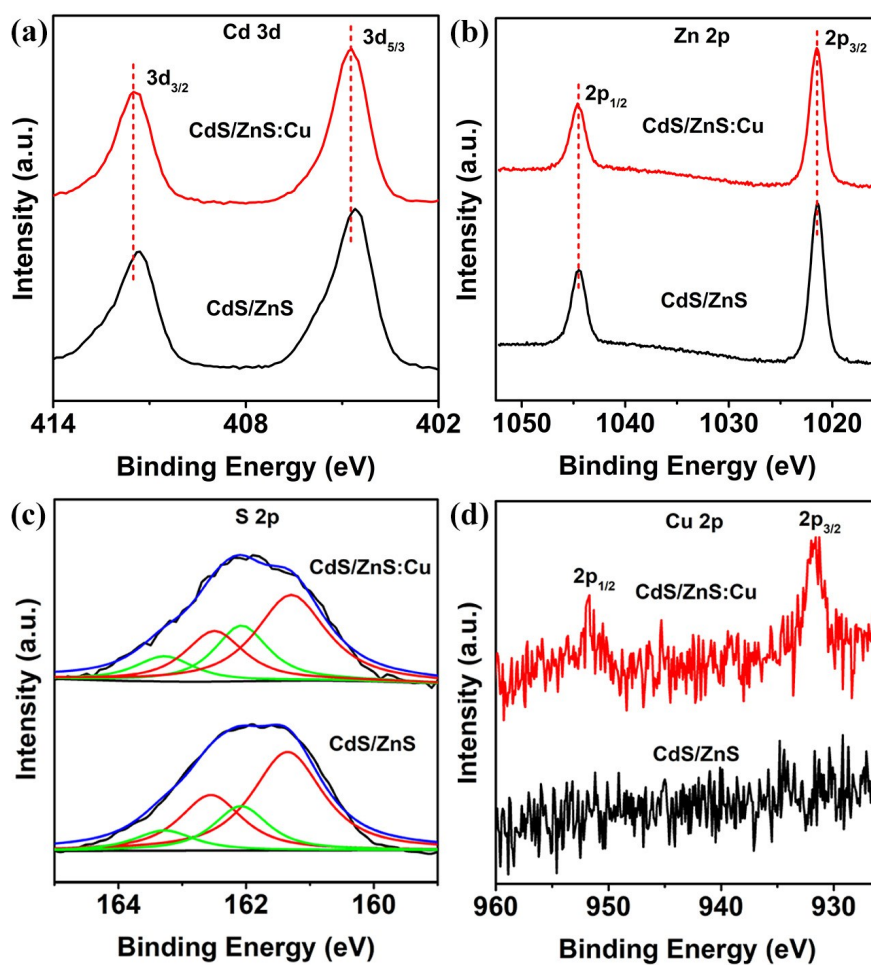 (a)
Cd 3d
3d5/3
3d3/2
CdS/ZnS:Cu
CdS/ZnS
Intensity (a.u.)
414
408
402
Binding Energy (eV)
(b)
Zn 2p
2p3/2
2p1/2
CdS/ZnS:Cu
CdS/ZnS
Intensity (a.u.)
1050
1040
1030
1020
Binding Energy (eV)
(c)
S 2p
CdS/ZnS:Cu
CdS/ZnS
Intensity (a.u.)
164
162
160
Binding Energy (eV)
(d)
Cu 2p
2p3/2
2p1/2
CdS/ZnS:Cu
CdS/ZnS
Intensity (a.u.)
960
950
940
930
Binding Energy (eV)